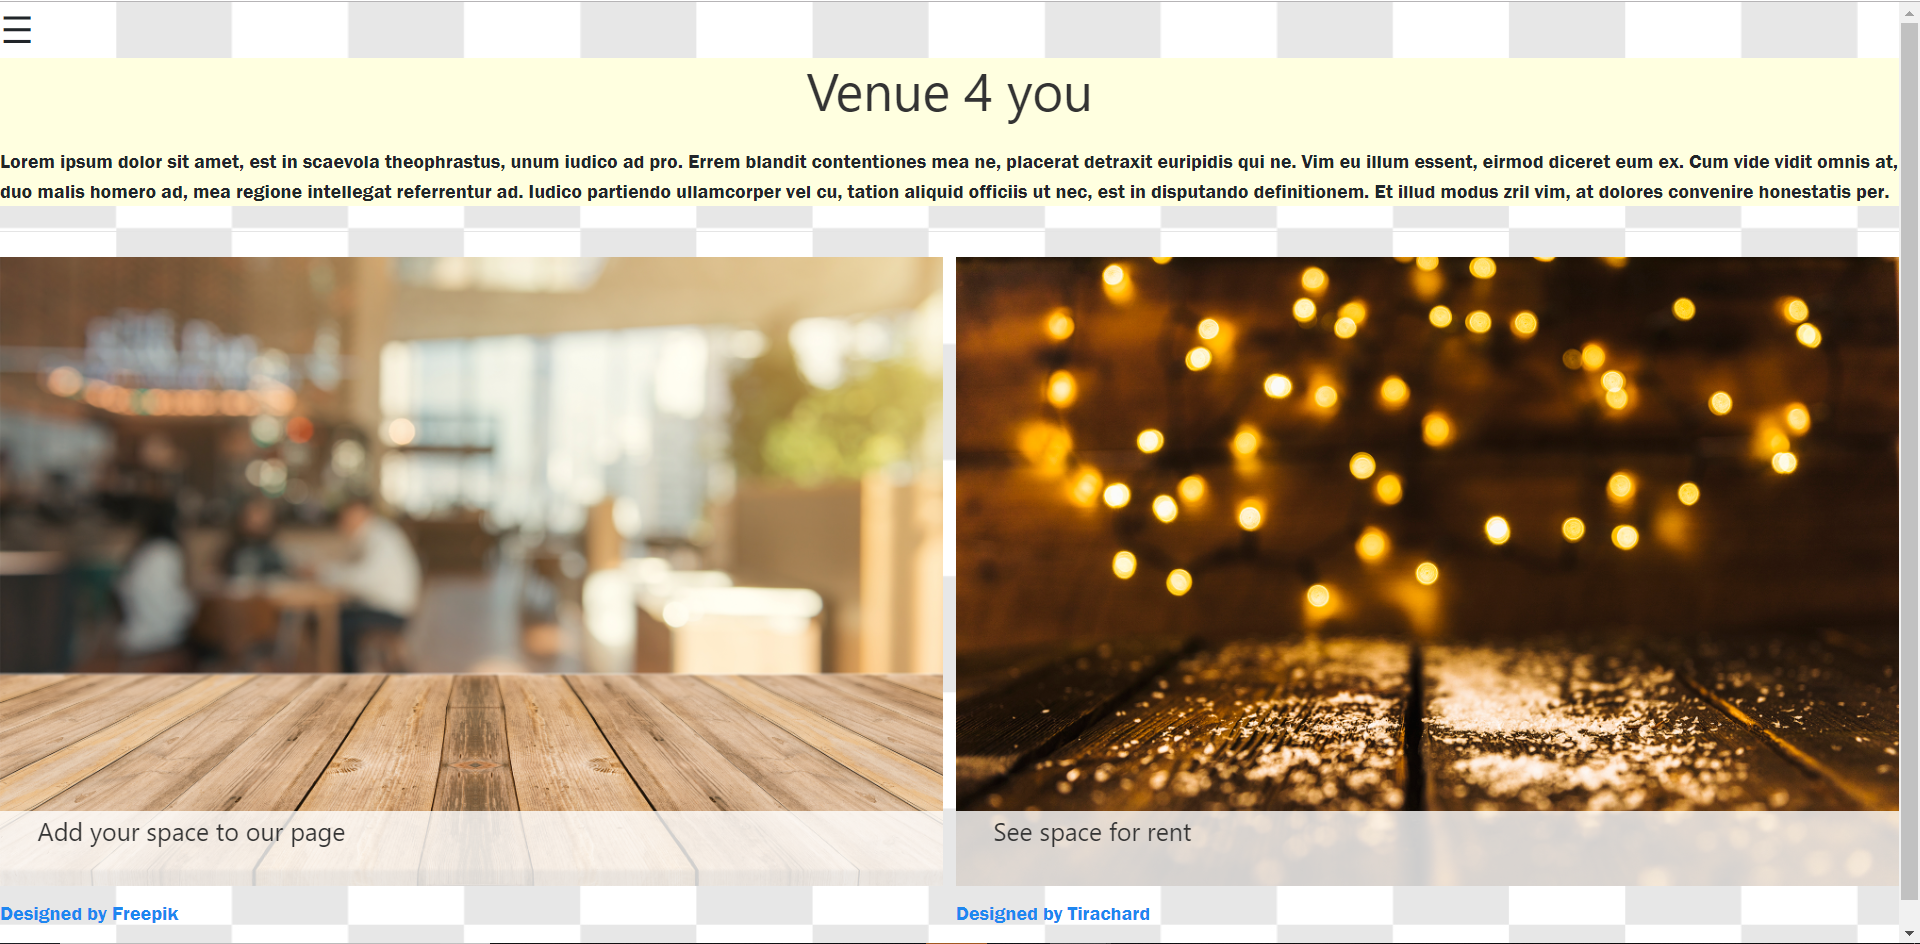 Venue 4 you
Lorem ipsum dolor sit amet, est in scaevola theophrastus, unum iudico ad pro. Errem blandit contentiones mea ne, placerat detraxit euripidis qui ne. Vim eu illum essent, eirmod diceret eum ex. Cum vide vidit omnis at,
duo malis homero ad, mea regione intellegat referrentur ad. Iudico partiendo ullamcorper vel cu, tation aliquid officiis ut nec, est in disputando definitionem. Et illud modus zril vim, at dolores convenire honestatis per.
Add your space to our page
See space for rent
Designed by Freepik
Designed by Tirachard